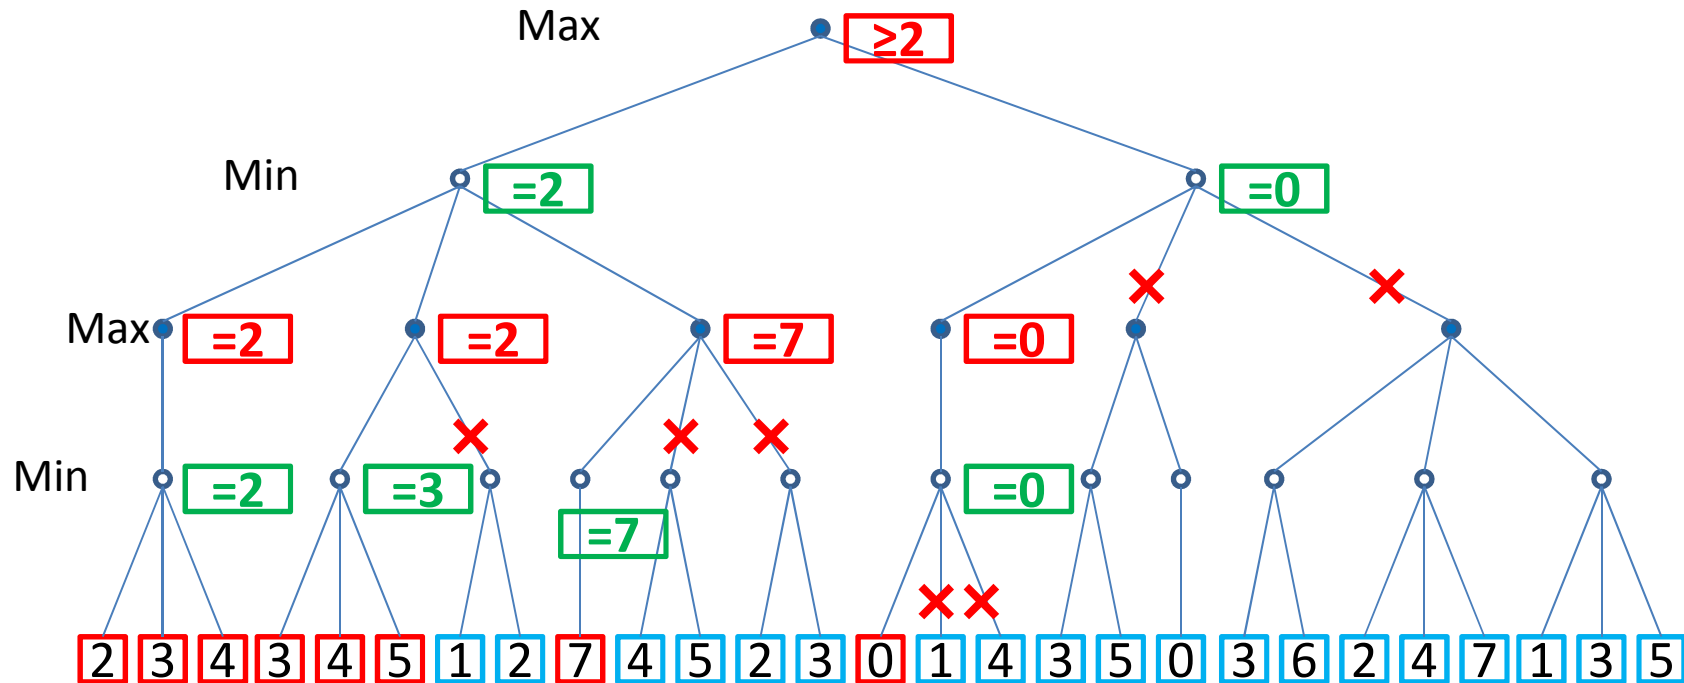 Max ≥2
Min =2 =0
Max =2 =2 =7 =0
Min =2 =3 =0
=7
2 3 4 3 4 5 1 2 7 4 5 2 3 0 1 4 3 5 0 3 6 2 4 7 1 3 5